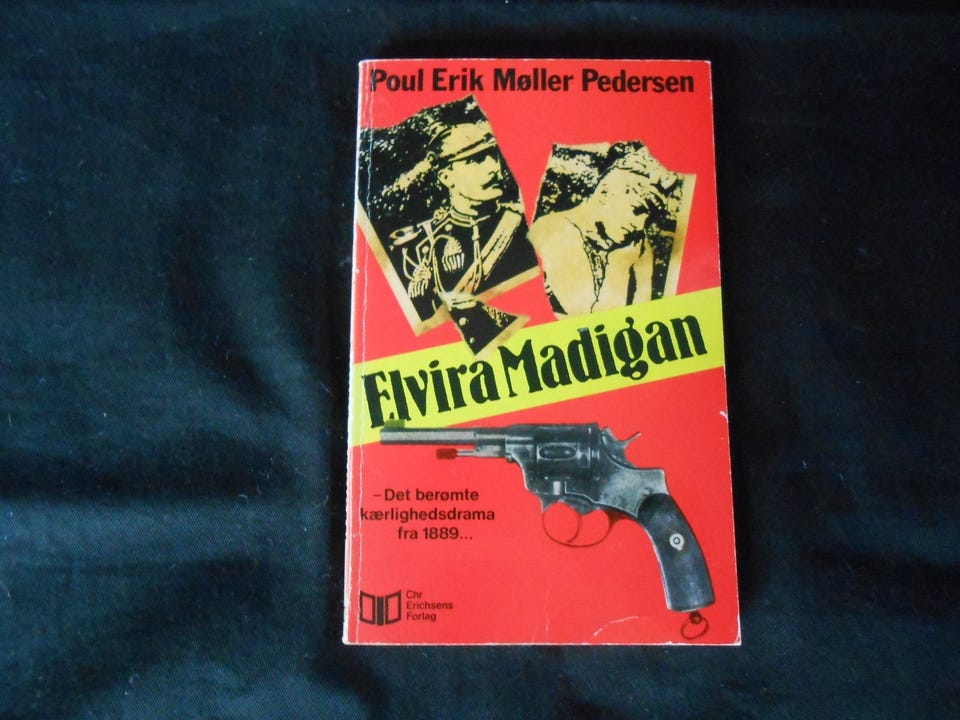 Poul Erik Møller Pedersen
Elvira Madigan
– Det berømte
kærlighedsdrama
fra 1889...
Chr
Erichsens
Forlag